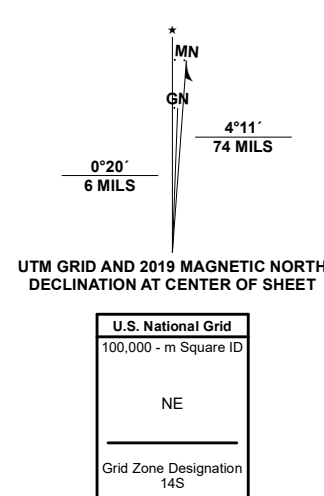 ★
MN
GN
4°11´
74 MILS
0°20´
6 MILS
UTM GRID AND 2019 MAGNETIC NORTH
DECLINATION AT CENTER OF SHEET
U.S. National Grid
100,000 - m Square ID
NE
Grid Zone Designation
14S